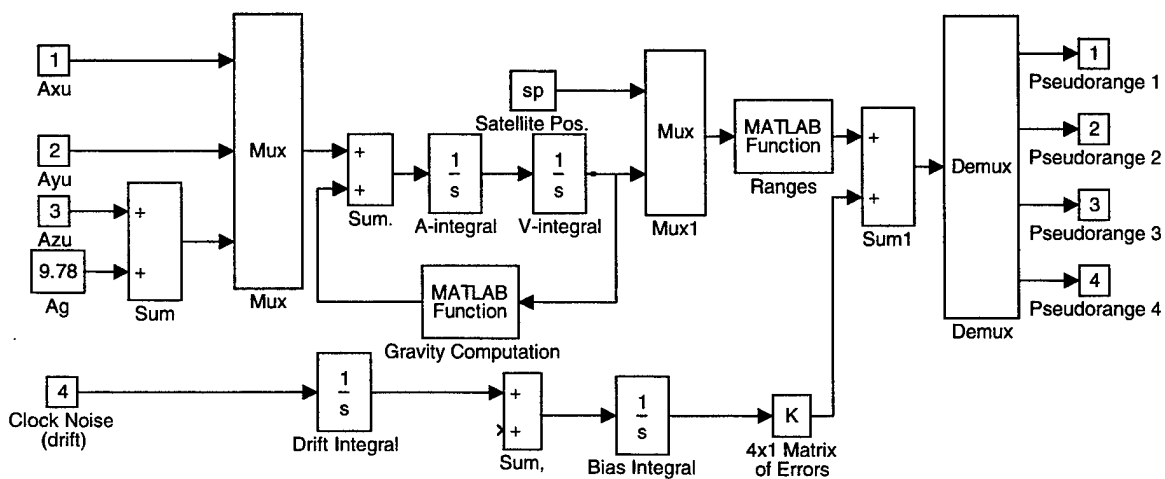 1
Axu
2
Ayu
3
Azu
9.78
Ag
+
+
Sum
Mux
Mux
+
+
Sum.
1
s
A-integral
1
s
V-integral
MATLAB
Function
Gravity Computation
sp
Satellite Pos.
Mux
Mux1
MATLAB
Function
Ranges
+
+
Sum1
Demux
Demux
1
Pseudorange 1
2
Pseudorange 2
3
Pseudorange 3
4
Pseudorange 4
4
Clock Noise
(drift)
1
s
Drift Integral
+
+
Sum,
1
s
Bias Integral
K
4x1 Matrix
of Errors